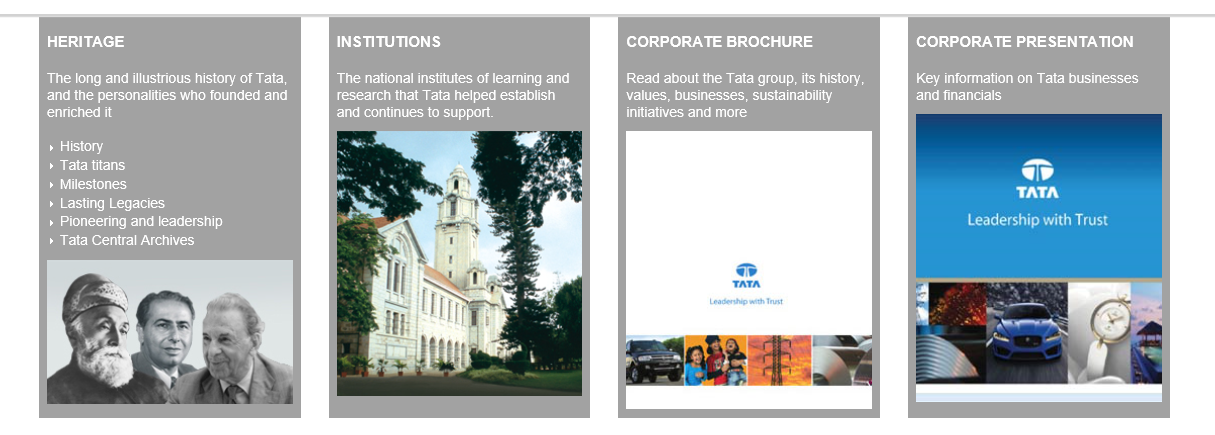 HERITAGE
The long and illustrious history of Tata,
and the personalities who founded and
enriched it
History
Tata titans
Milestones
Lasting Legacies
Pioneering and leadership
Tata Central Archives
INSTITUTIONS
The national institutes of learning and
research that Tata helped establish
and continues to support.
CORPORATE BROCHURE
Read about the Tata group, its history,
values, businesses, sustainability
initiatives and more
TATA
Leadership with Trust
CORPORATE PRESENTATION
Key information on Tata businesses
and financials
TATA
Leadership with Trust